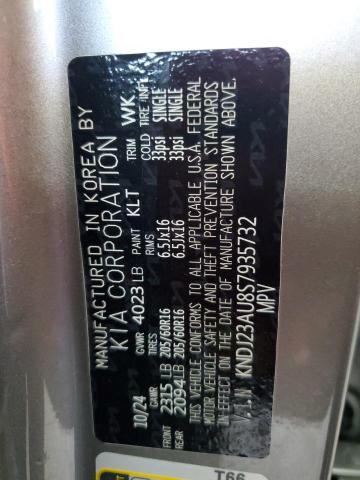 MANUFACTURED IN KOREA BY
KIA CORPORATION
10/24 GVWR 4023 LB PAINT KLT TRIM WK
GAWR TIRES RIMS COLD TIRE INFL
FRONT 2315 LB 205/60R16 6.5Jx16 33psi SINGLE
REAR 2094 LB 205/60R16 6.5Jx16 33psi SINGLE
THIS VEHICLE CONFORMS TO ALL APPLICABLE U.S.A. FEDERAL
MOTOR VEHICLE SAFETY AND THEFT PREVENTION STANDARDS
IN EFFECT ON THE DATE OF MANUFACTURE SHOWN ABOVE.
V.I.N KNDJ23AU8S7935732
MPV
T66